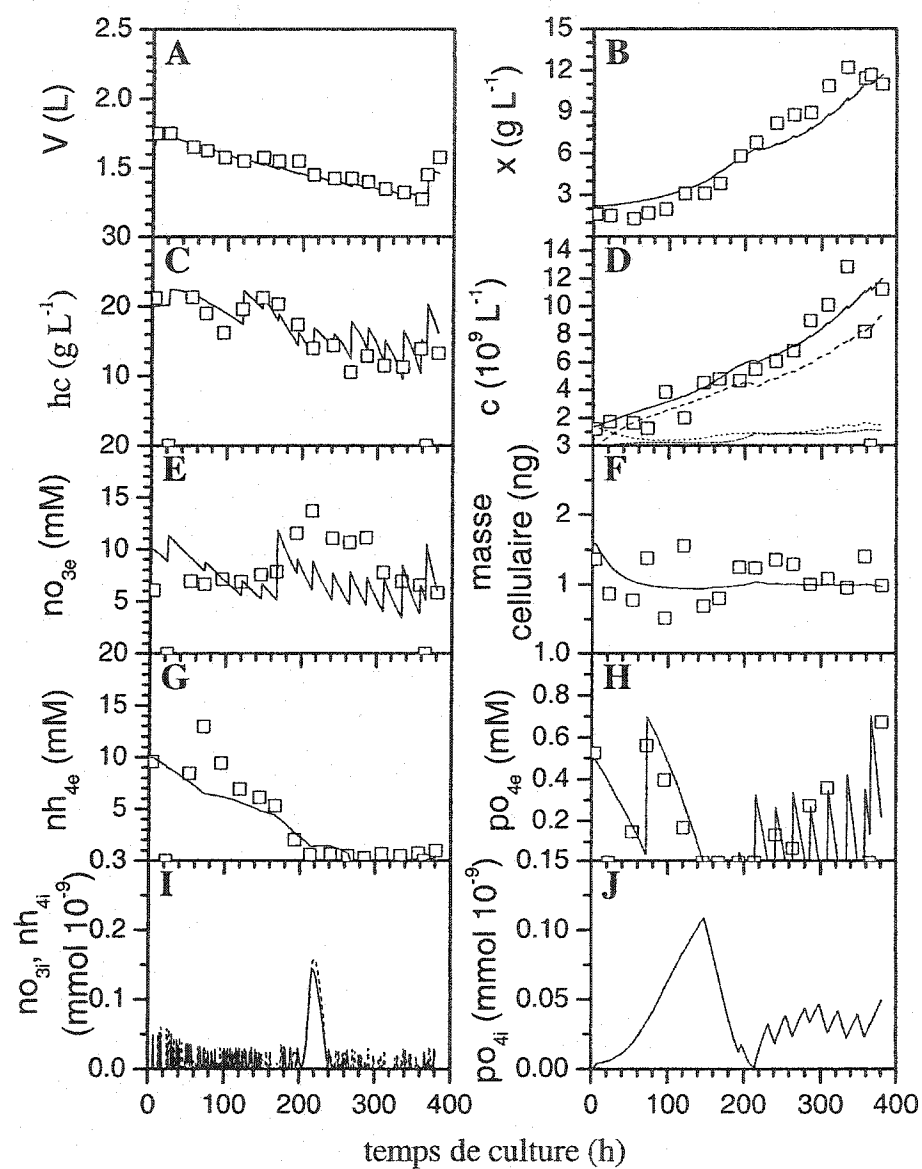 2.5
A
2.0
V (L)
1.5
30
15
B
12
x (g L⁻¹)
9
6
3
C
20
hc (g L⁻¹)
10
20
14
D
12
10
c (10⁹ L⁻¹)
8
6
4
2
3
E
15
no3e (mM)
10
5
20
F
2
masse
cellulaire (ng)
1
1.0
G
15
nh4e (mM)
10
5
0.3
H
0.8
po4e (mM)
0.6
0.4
0.2
0.15
I
0.2
no3i, nh4i
(mmol 10⁻⁹)
0.1
0.0
0 100 200 300 400
J
0.10
po4i (mmol 10⁻⁹)
0.05
0.00
0 100 200 300 400
temps de culture (h)